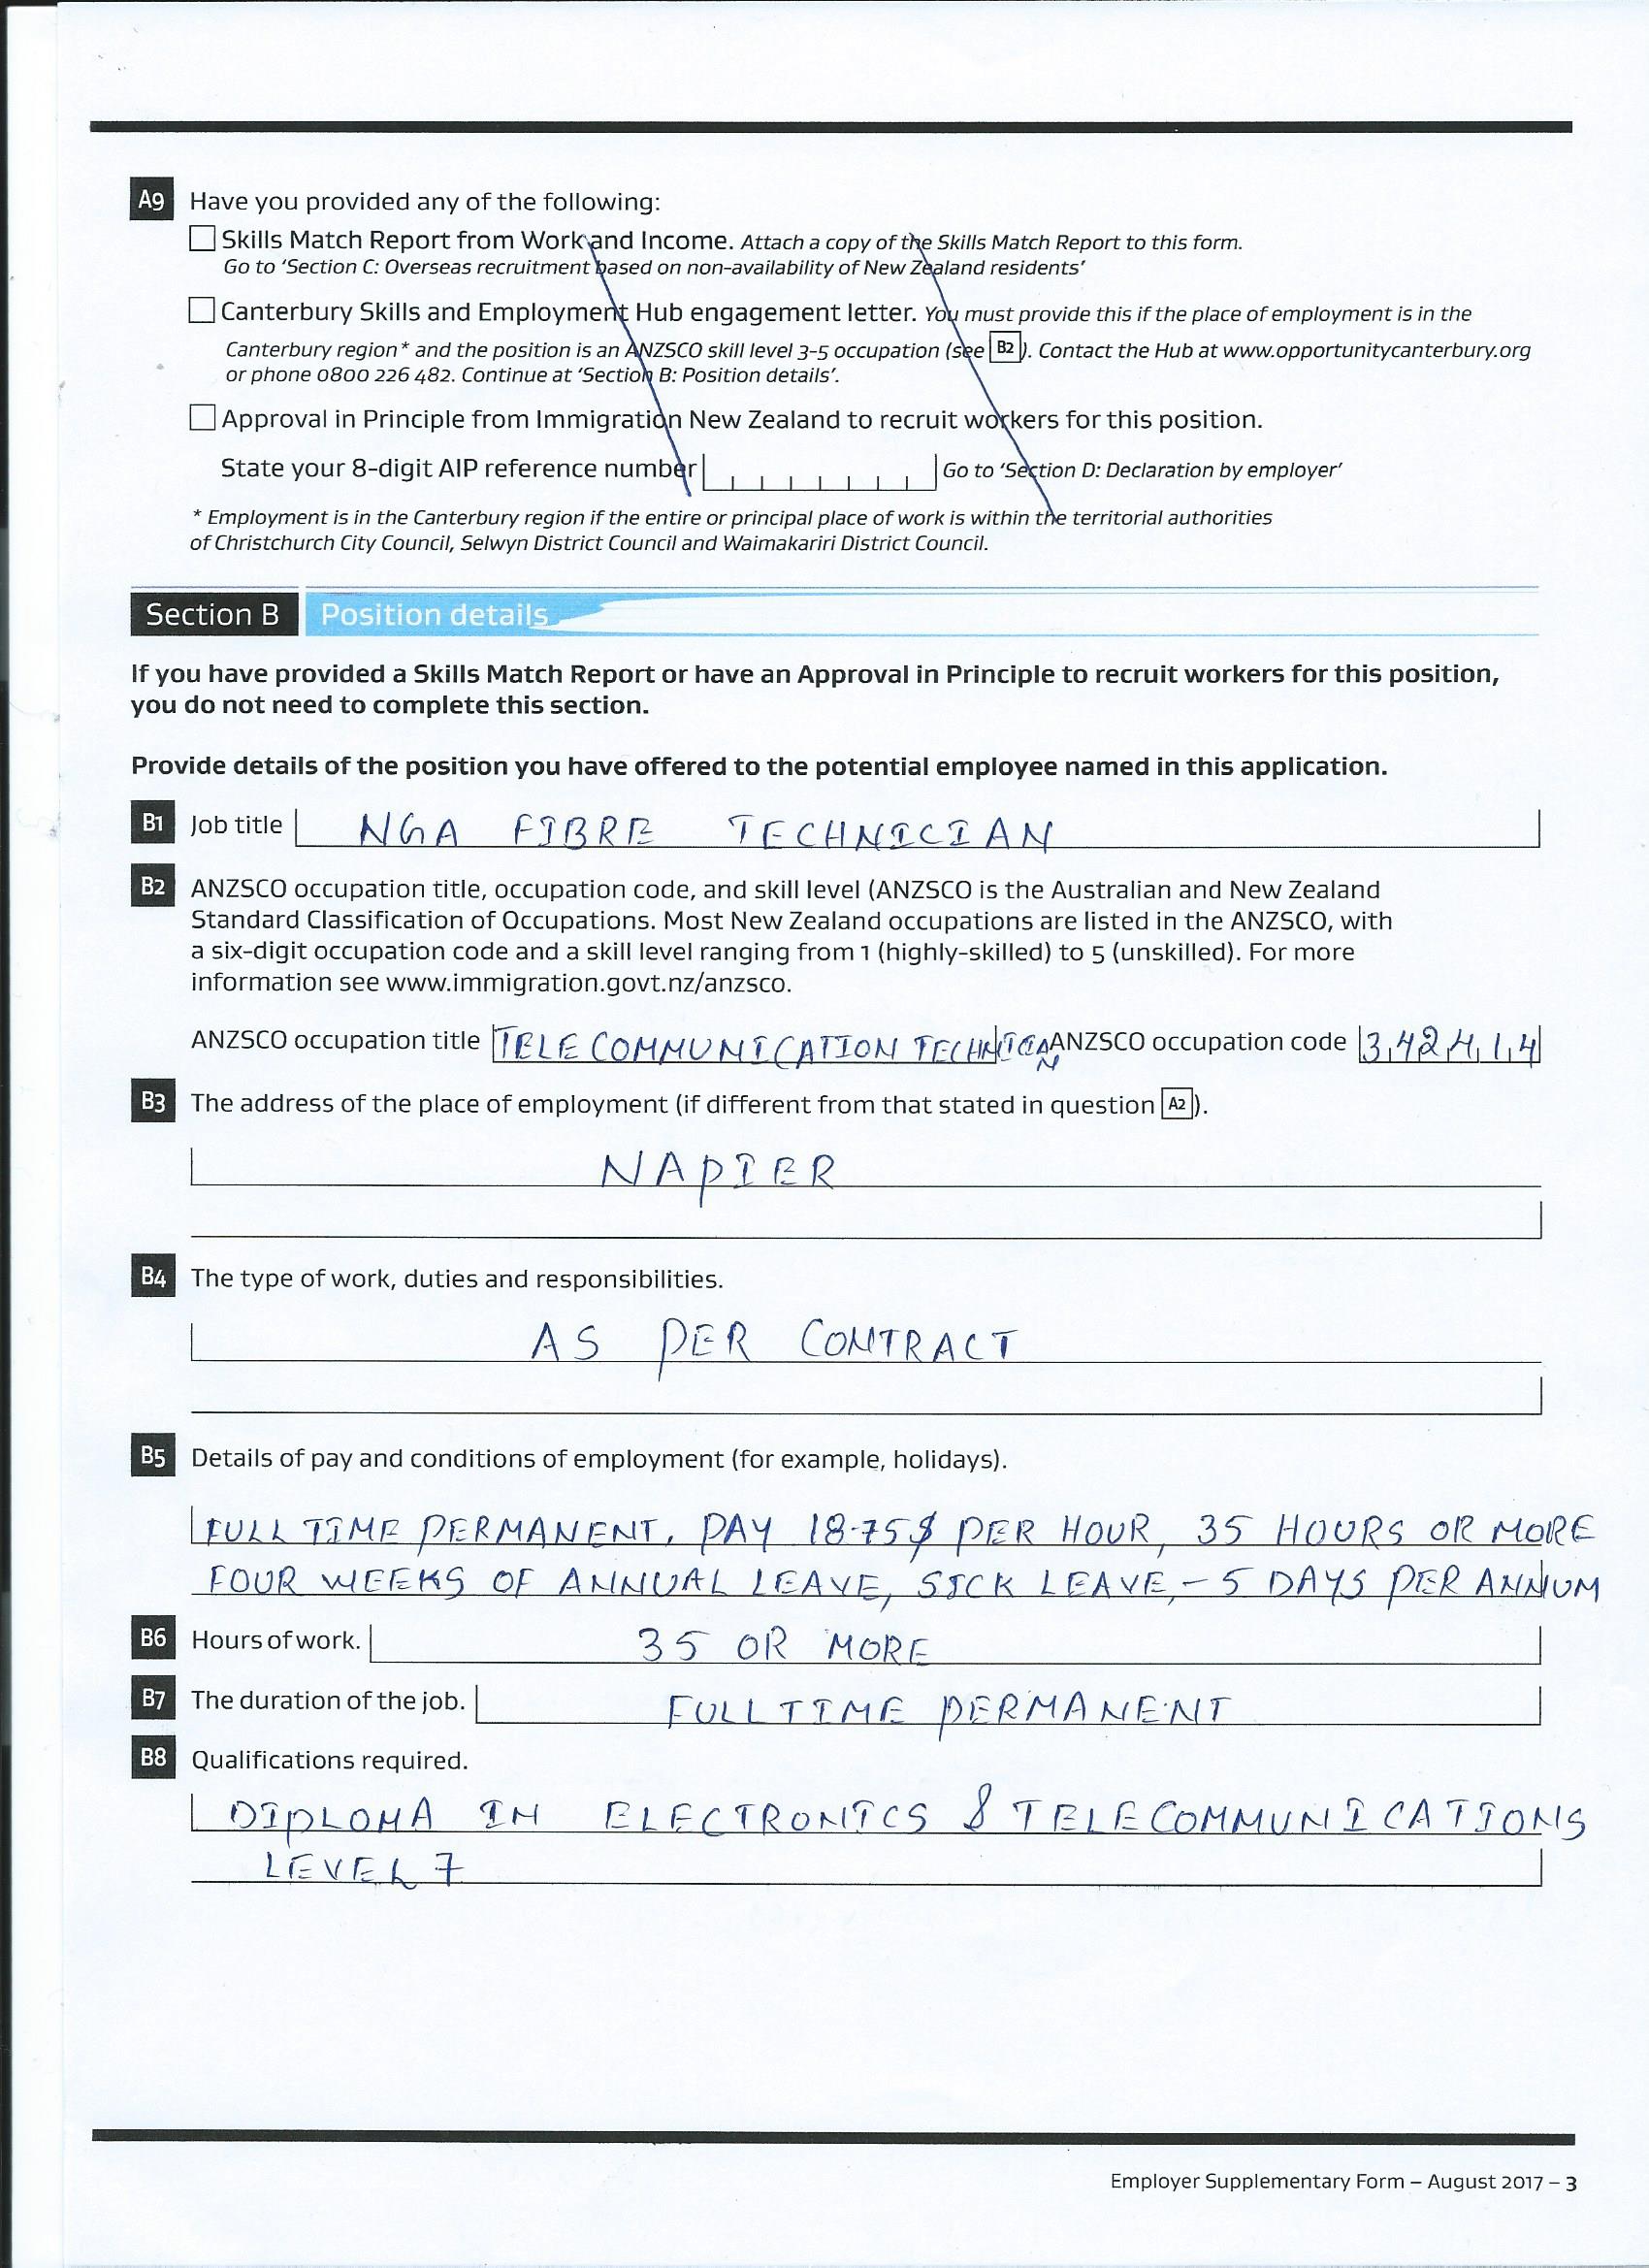 A9 Have you provided any of the following:
Skills Match Report from Work and Income. Attach a copy of the Skills Match Report to this form.
Go to ‘Section C: Overseas recruitment based on non-availability of New Zealand residents’
Canterbury Skills and Employment Hub engagement letter. You must provide this if the place of employment is in the
Canterbury region* and the position is an ANZSCO skill level 3-5 occupation (see B2). Contact the Hub at www.opportunitycanterbury.org
or phone 0800 226 482. Continue at ‘Section B: Position details’.
Approval in Principle from Immigration New Zealand to recruit workers for this position.
State your 8-digit AIP reference number Go to ‘Section D: Declaration by employer’
* Employment is in the Canterbury region if the entire or principal place of work is within the territorial authorities
of Christchurch City Council, Selwyn District Council and Waimakariri District Council.
Section B Position details
If you have provided a Skills Match Report or have an Approval in Principle to recruit workers for this position,
you do not need to complete this section.
Provide details of the position you have offered to the potential employee named in this application.
B1 Job title NGA FIBRE TECHNICIAN
B2 ANZSCO occupation title, occupation code, and skill level (ANZSCO is the Australian and New Zealand
Standard Classification of Occupations. Most New Zealand occupations are listed in the ANZSCO, with
a six-digit occupation code and a skill level ranging from 1 (highly-skilled) to 5 (unskilled). For more
information see www.immigration.govt.nz/anzsco.
ANZSCO occupation title TELECOMMUNICATION TECHNICIAN ANZSCO occupation code 342414
B3 The address of the place of employment (if different from that stated in question A2).
NAPIER
B4 The type of work, duties and responsibilities.
AS PER CONTRACT
B5 Details of pay and conditions of employment (for example, holidays).
FULL TIME PERMANENT, PAY 18.75$ PER HOUR, 35 HOURS OR MORE
FOUR WEEKS OF ANNUAL LEAVE, SICK LEAVE, - 5 DAYS PER ANNUM
B6 Hours of work. 35 OR MORE
B7 The duration of the job. FULL TIME PERMANENT
B8 Qualifications required.
DIPLOMA IN ELECTRONICS & TELECOMMUNICATIONS
LEVEL 7
Employer Supplementary Form – August 2017 – 3